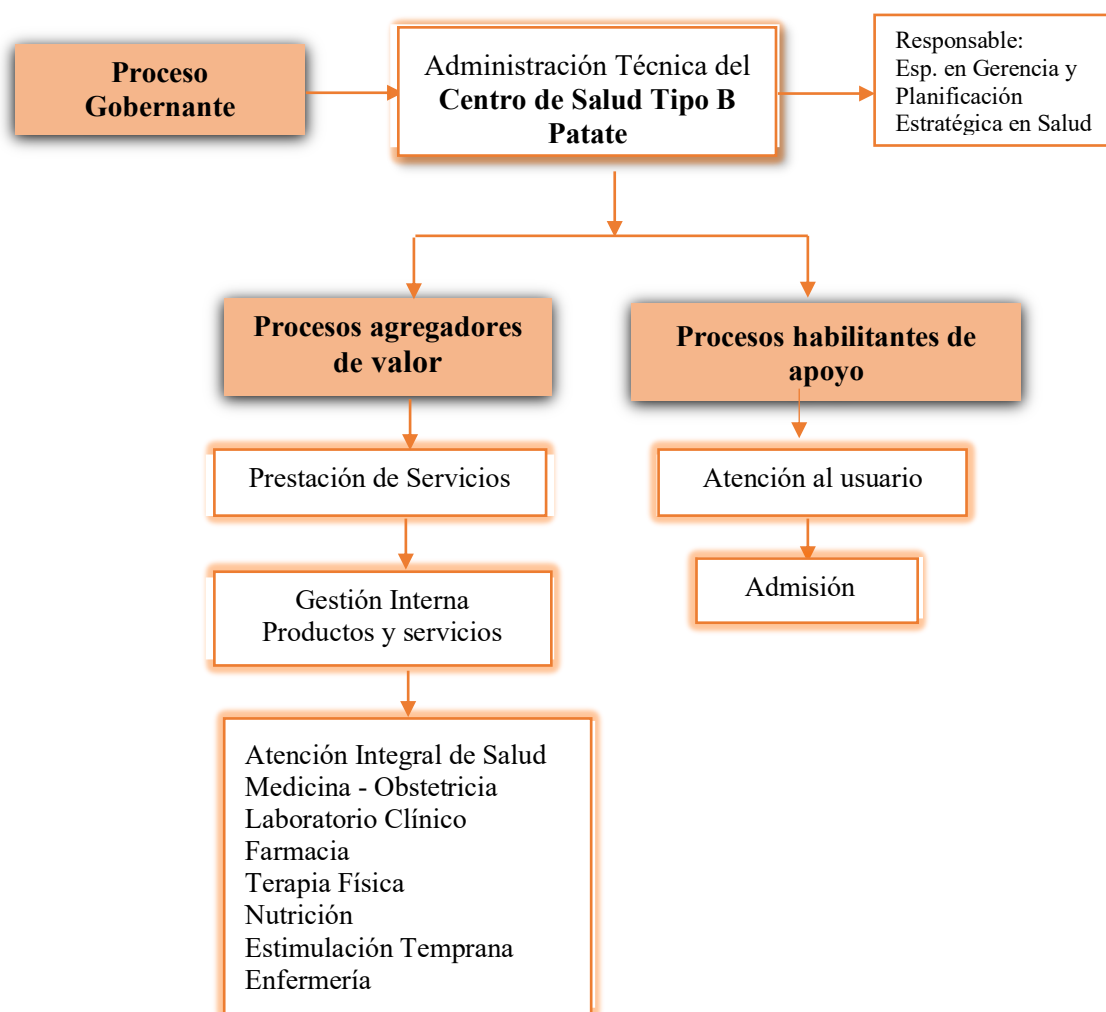 Proceso
Gobernante
Administración Técnica del
Centro de Salud Tipo B
Patate
Responsable:
Esp. en Gerencia y
Planificación
Estratégica en Salud
Procesos agregadores
de valor
Procesos habilitantes de
apoyo
Prestación de Servicios
Atención al usuario
Gestión Interna
Productos y servicios
Admisión
Atención Integral de Salud
Medicina - Obstetricia
Laboratorio Clínico
Farmacia
Terapia Física
Nutrición
Estimulación Temprana
Enfermería